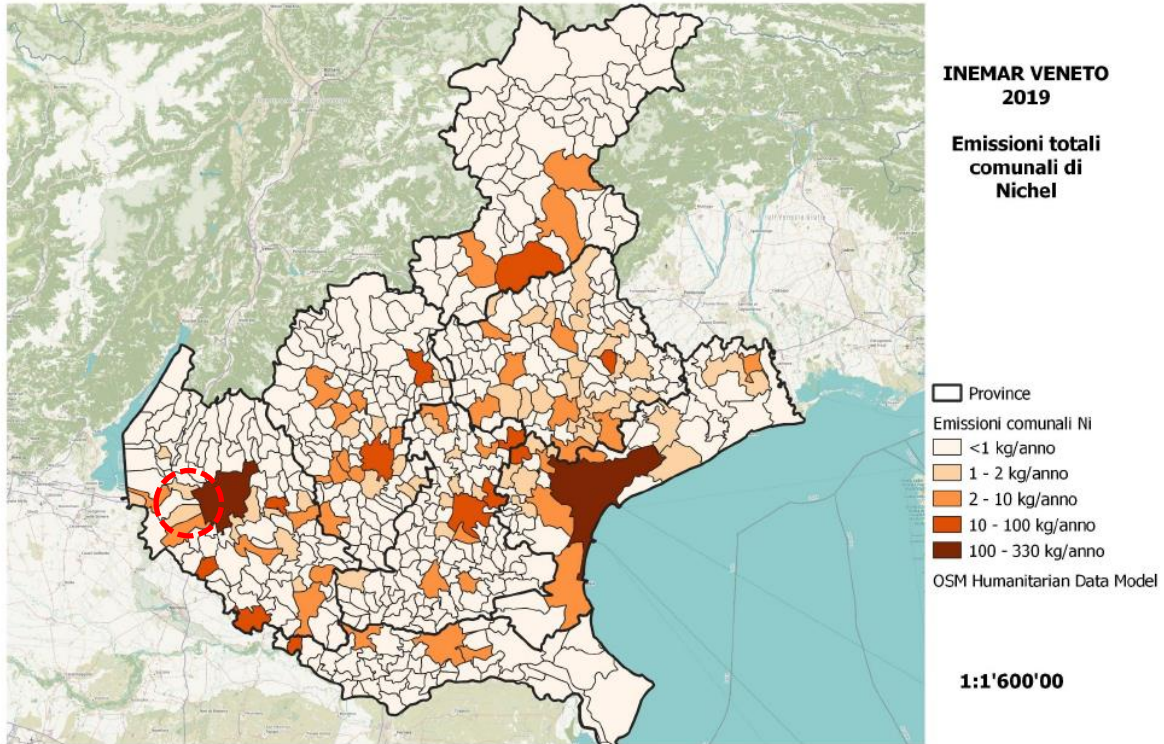 INEMAR VENETO
2019
Emissioni totali
comunali di
Nichel
Province
Emissioni comunali Ni
<1 kg/anno
1 - 2 kg/anno
2 - 10 kg/anno
10 - 100 kg/anno
100 - 330 kg/anno
OSM Humanitarian Data Model
1:1'600'00